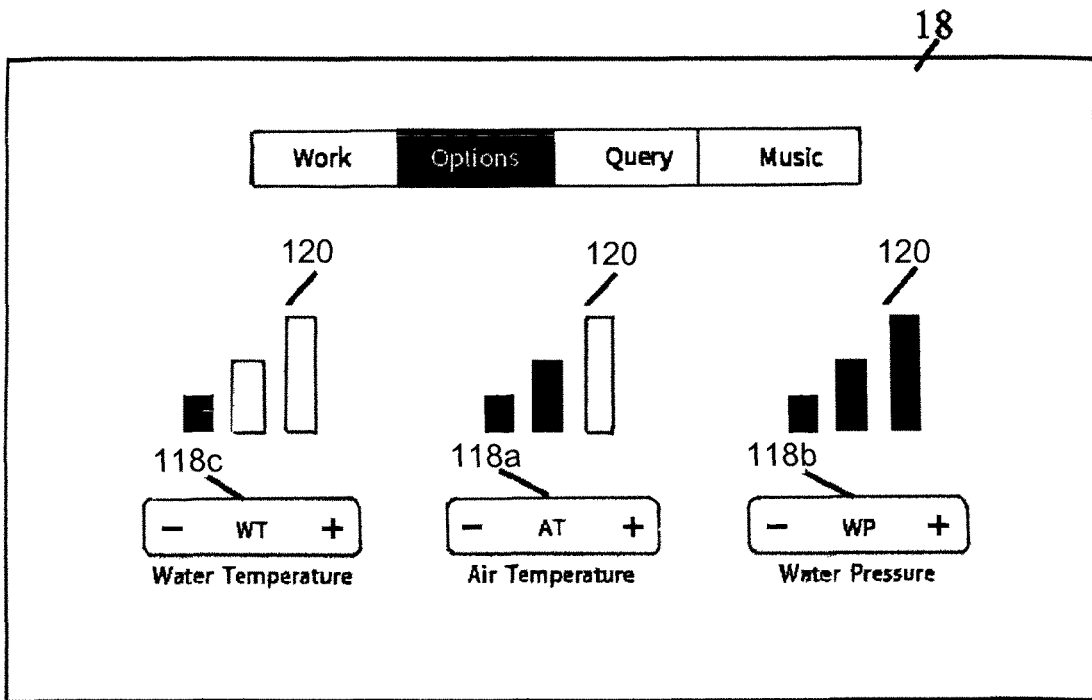 18
Work Options Query Music
120 120 120
118c 118a 118b
− WT + − AT + − WP +
Water Temperature Air Temperature Water Pressure